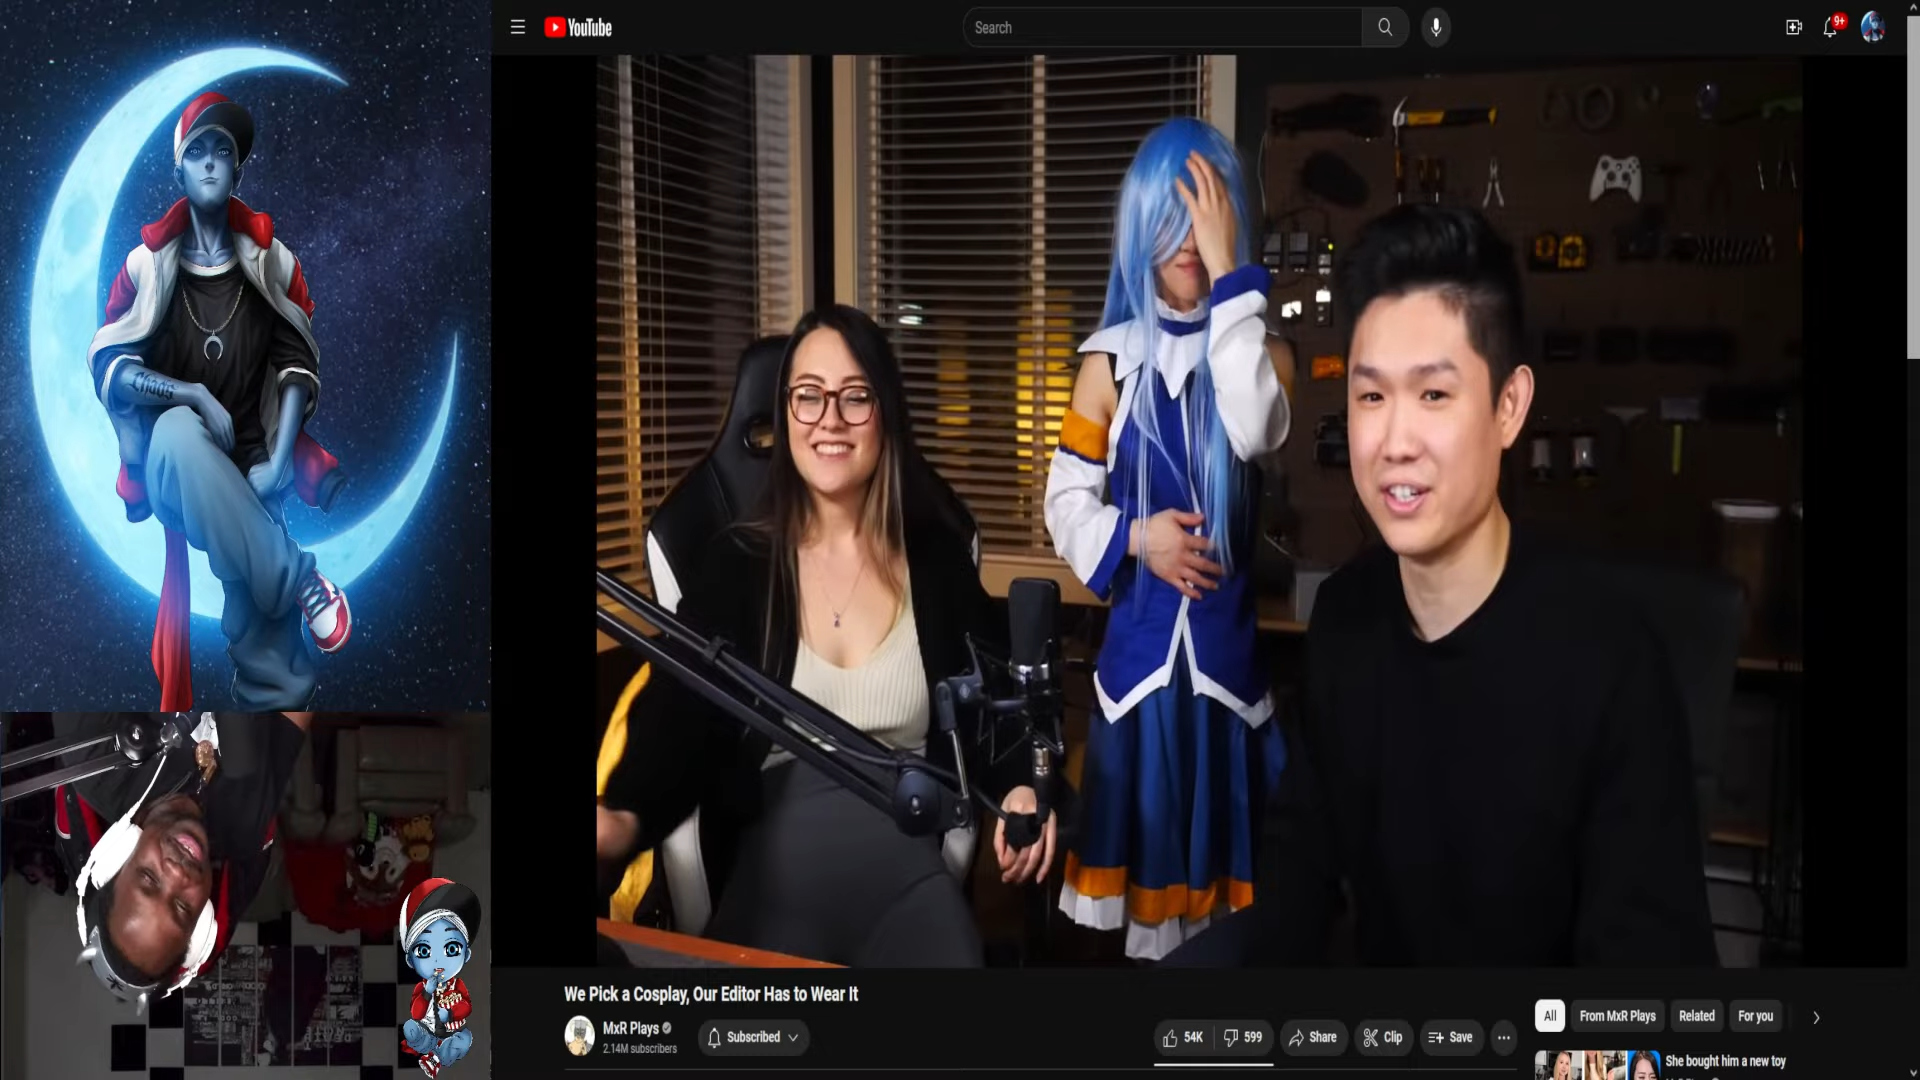 YouTube
Search
9+
Chaos
We Pick a Cosplay, Our Editor Has to Wear It
MxR Plays
2.14M subscribers
Subscribed
54K
599
Share
Clip
Save
All
From MxR Plays
Related
For you
She bought him a new toy